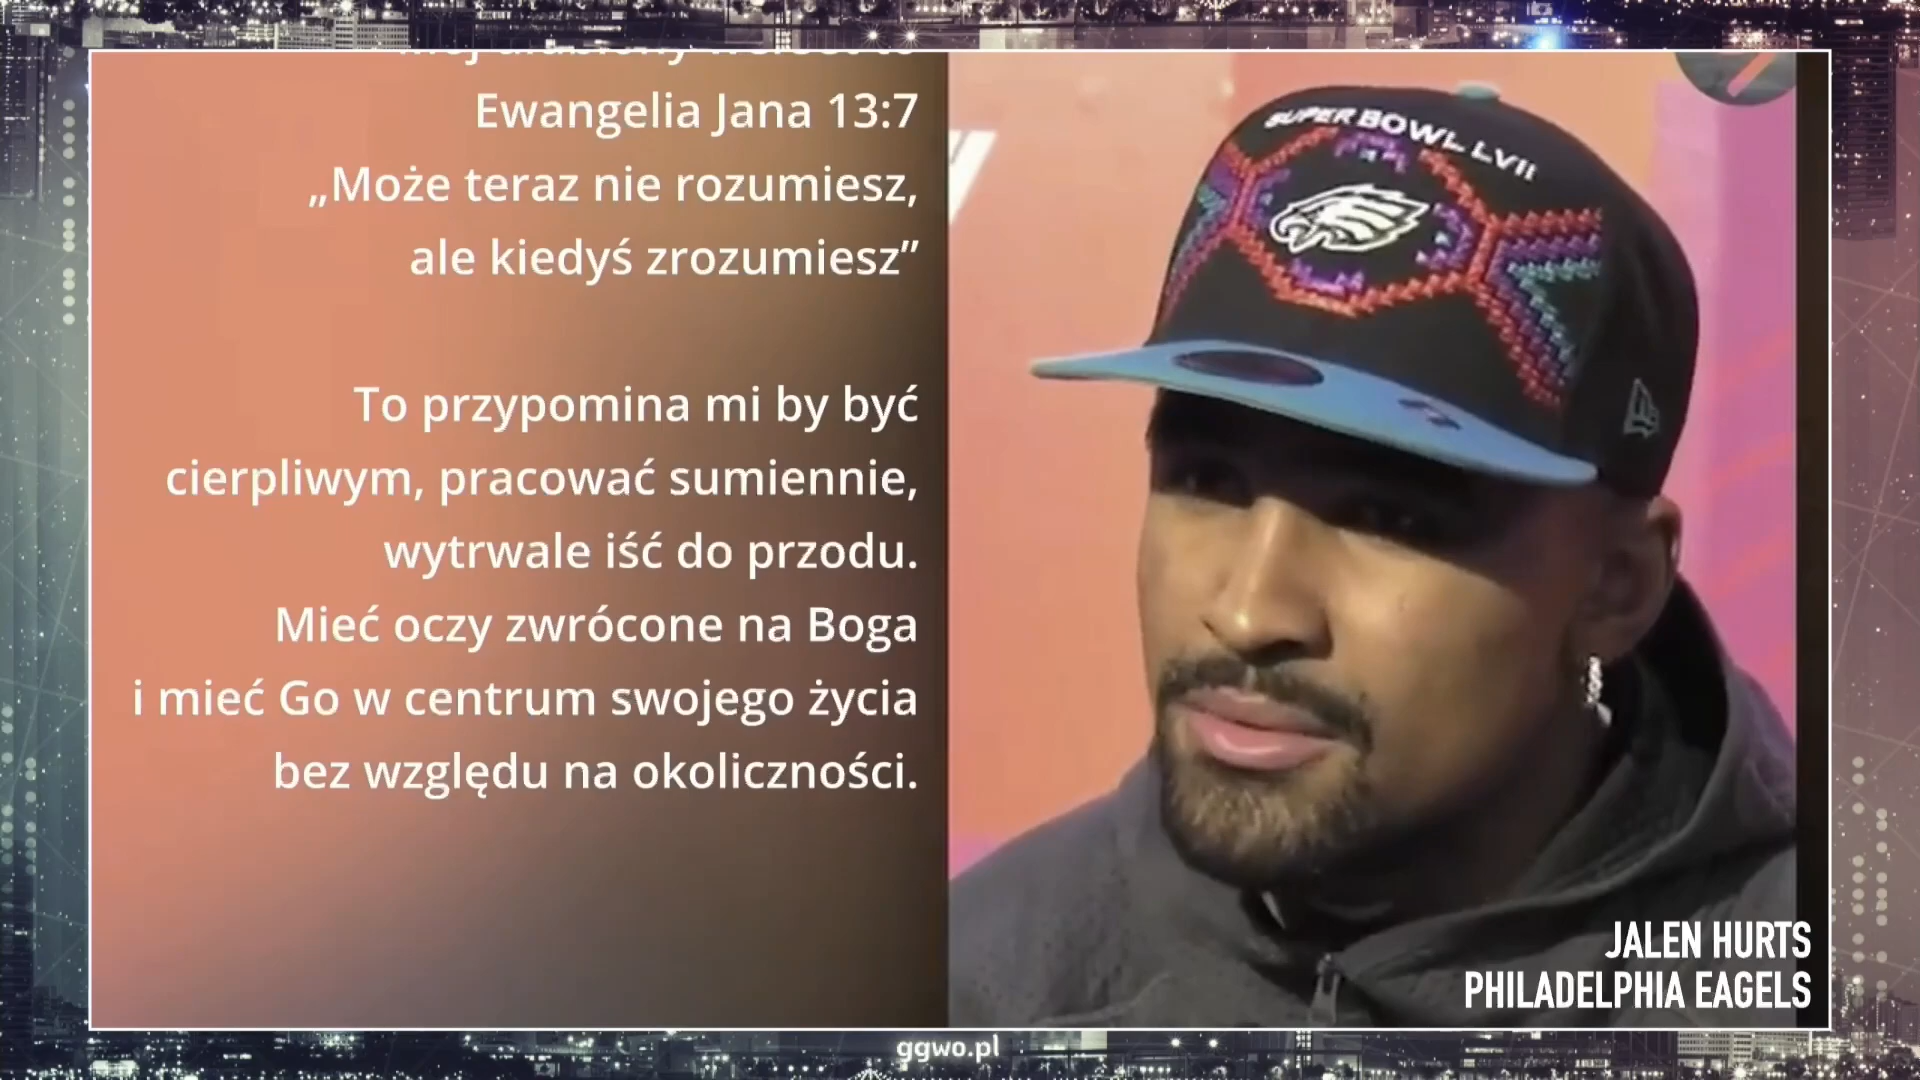 Ewangelia Jana 13:7
„Może teraz nie rozumiesz,
ale kiedyś zrozumiesz”
To przypomina mi by być
cierpliwym, pracować sumiennie,
wytrwale iść do przodu.
Mieć oczy zwrócone na Boga
i mieć Go w centrum swojego życia
bez względu na okoliczności.
SUPER BOWL LVII
JALEN HURTS
PHILADELPHIA EAGELS
ggwo.pl